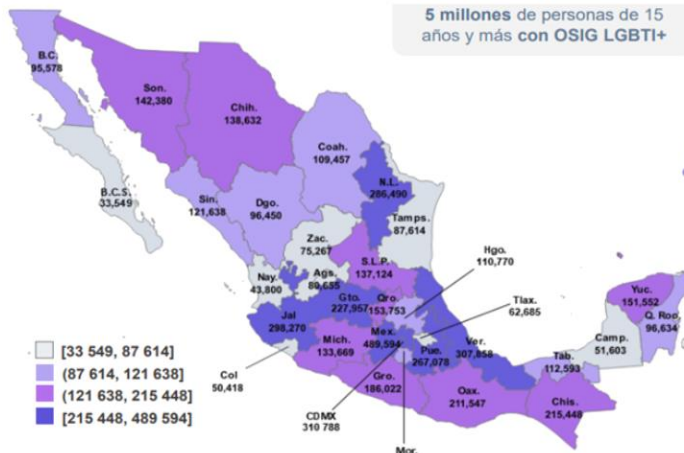 5 millones de personas de 15
años y más con OSIG LGBTI+
B.C.
95,578
Son.
142,380
Chih.
138,632
Coah.
109,457
B.C.S.
33,549
Sin.
121,638
Dgo.
96,450
N.L.
286,490
Tamps.
87,614
Zac.
75,267
S.L.P.
137,124
Hgo.
110,770
Nay.
43,800
Ags.
80,655
Gto.
227,957
Qro.
153,753
Tlax.
62,685
Yuc.
151,552
Q. Roo
96,634
Camp.
51,603
Jal
298,270
Mich.
133,669
Mex.
489,594
Pue.
267,078
Ver.
307,858
Tab.
112,593
Col
50,418
Gro.
186,022
Oax.
211,547
Chis.
215,448
CDMX
310 788
Mor.
[33 549, 87 614]
(87 614, 121 638]
(121 638, 215 448]
[215 448, 489 594]